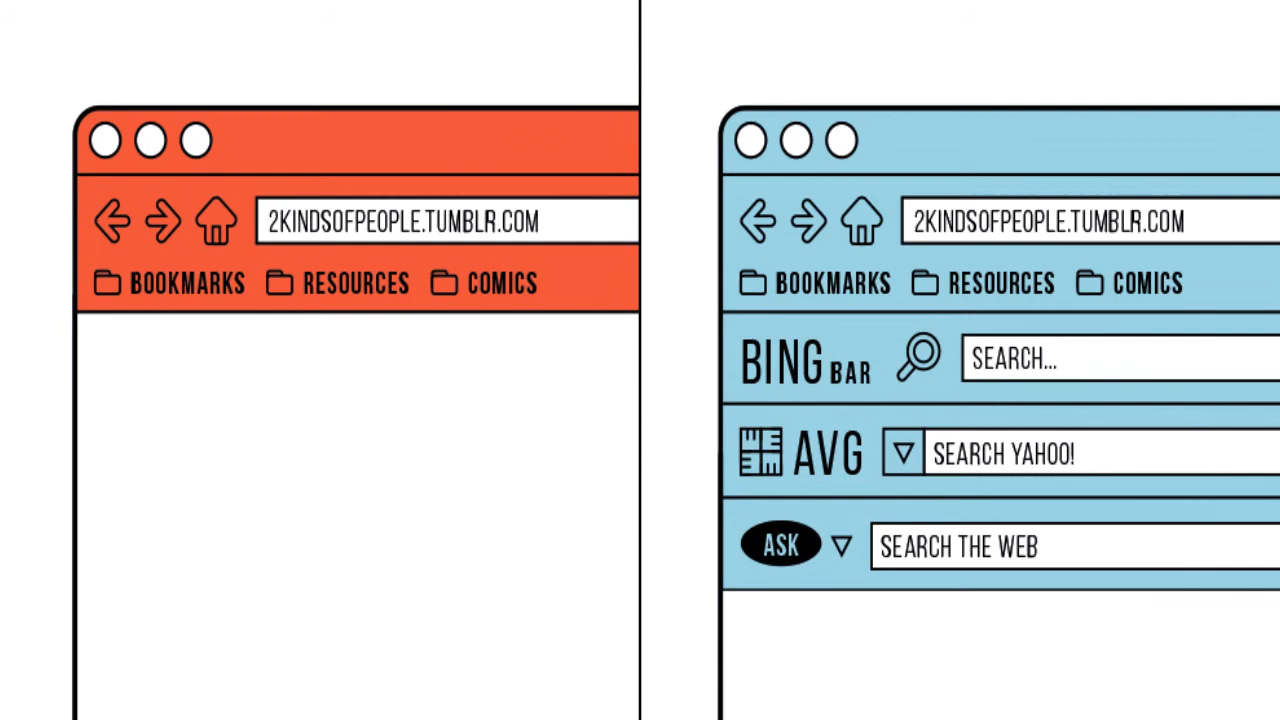 2KINDSOFPEOPLE.TUMBLR.COM
BOOKMARKS RESOURCES COMICS
2KINDSOFPEOPLE.TUMBLR.COM
BOOKMARKS RESOURCES COMICS
BING BAR SEARCH...
AVG SEARCH YAHOO!
ASK SEARCH THE WEB